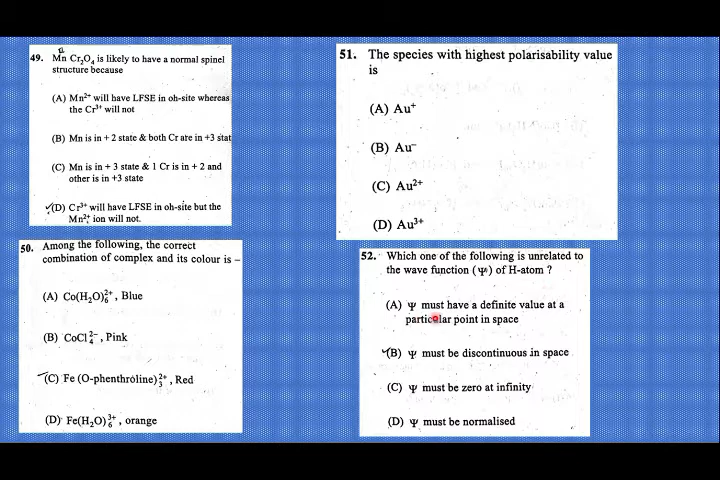 II
49. Mn Cr₂O₄ is likely to have a normal spinel
structure because
(A) Mn²⁺ will have LFSE in oh-site whereas
the Cr³⁺ will not
(B) Mn is in + 2 state & both Cr are in +3 stat
(C) Mn is in + 3 state & 1 Cr is in + 2 and
other is in +3 state
✓(D) Cr³⁺ will have LFSE in oh-site but the
Mn²⁺ ion will not.
50. Among the following, the correct
combination of complex and its colour is –
(A) Co(H₂O)₆²⁺, Blue
(B) CoCl₄²⁻, Pink
✓(C) Fe (O-phenthroline)₃²⁺, Red
(D) Fe(H₂O)₆³⁺, orange
51. The species with highest polarisability value
is
(A) Au⁺
(B) Au⁻
(C) Au²⁺
(D) Au³⁺
52. Which one of the following is unrelated to
the wave function (ψ) of H-atom ?
(A) Ψ must have a definite value at a
particular point in space
✓(B) Ψ must be discontinuous in space
(C) Ψ must be zero at infinity
(D) Ψ must be normalised